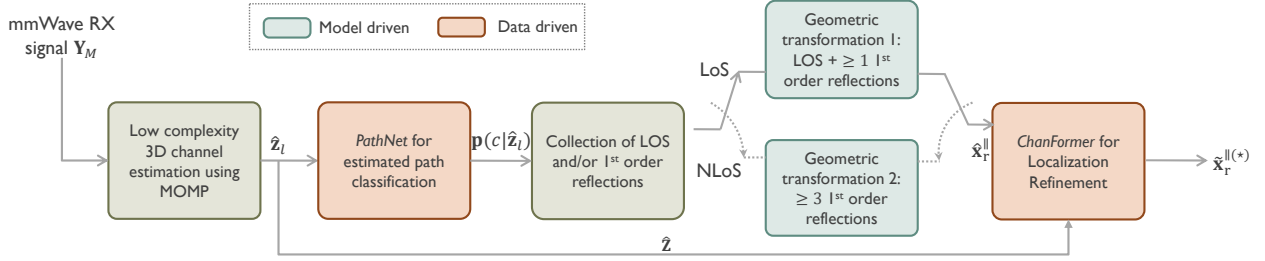 mmWave RX
signal Y_M
Model driven
Data driven
Low complexity
3D channel
estimation using
MOMP
ẑ_l
PathNet for
estimated path
classification
p(c|ẑ_l)
Collection of LOS
and/or 1st order
reflections
LoS
NLoS
Geometric
transformation 1:
LOS + ≥ 1 1st
order reflections
Geometric
transformation 2:
≥ 3 1st order
reflections
x̂_r^∥
ChanFormer for
Localization
Refinement
x̃_r^∥(⋆)
Ẑ